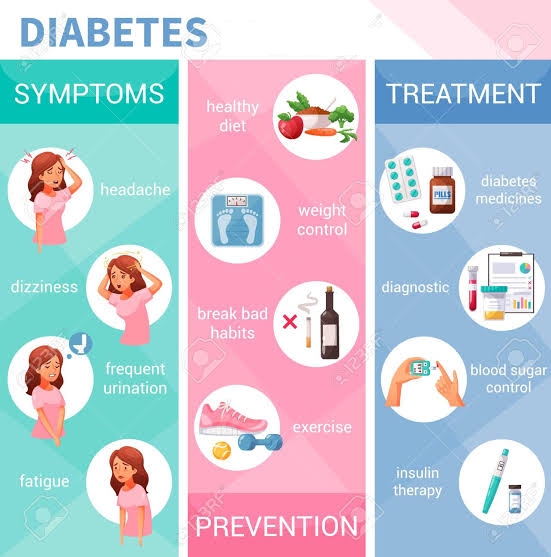 DIABETES
SYMPTOMS
headache
dizziness
frequent
urination
fatigue
healthy
diet
weight
control
break bad
habits
exercise
PREVENTION
TREATMENT
PILLS
diabetes
medicines
diagnostic
blood sugar
control
insulin
therapy
123RF